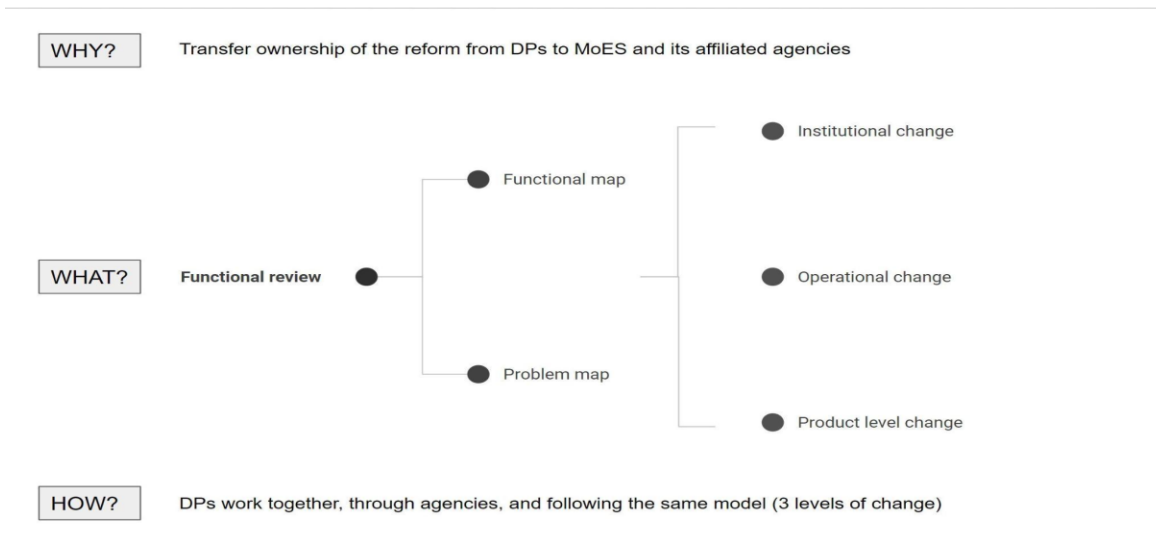 WHY?
Transfer ownership of the reform from DPs to MoES and its affiliated agencies
Institutional change
Functional map
WHAT?
Functional review
Operational change
Problem map
Product level change
HOW?
DPs work together, through agencies, and following the same model (3 levels of change)